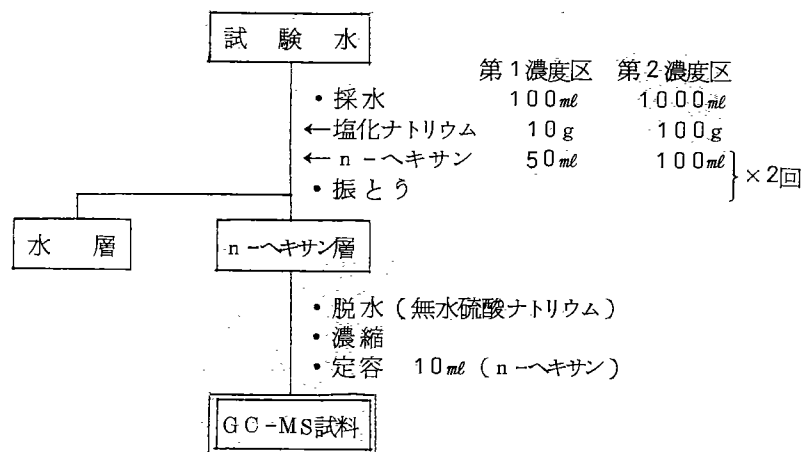 試験水
第1濃度区 第2濃度区
・採水 100㎖ 1000㎖
←塩化ナトリウム 10g 100g
←n-ヘキサン 50㎖ 100㎖
・振とう
×2回
水層 n-ヘキサン層
・脱水(無水硫酸ナトリウム)
・濃縮
・定容 10㎖(n-ヘキサン)
GC-MS試料